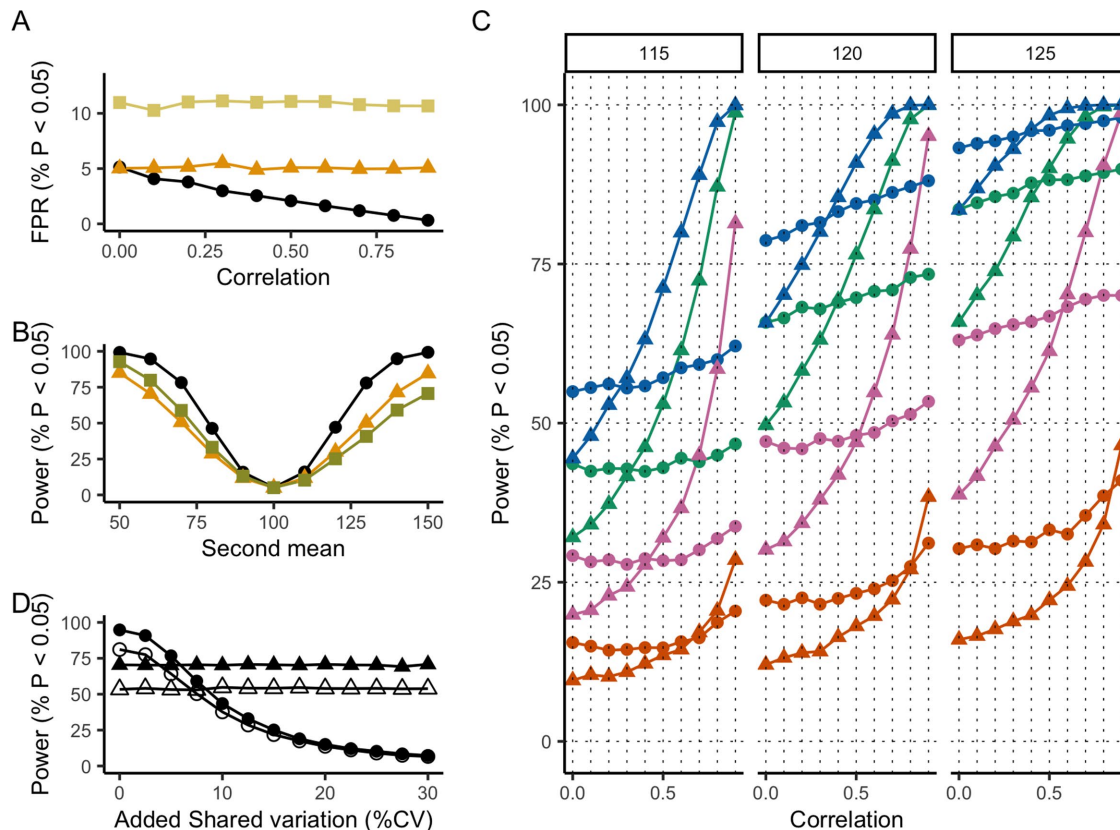 A
FPR (% P < 0.05)
10
5
0
0.00 0.25 0.50 0.75
Correlation
B
Power (% P < 0.05)
100
75
50
25
0
50 75 100 125 150
Second mean
D
Power (% P < 0.05)
100
75
50
25
0
0 10 20 30
Added Shared variation (%CV)
C
115 120 125
Power (% P < 0.05)
100
75
50
25
0
0.0 0.5 0.0 0.5 0.0 0.5
Correlation